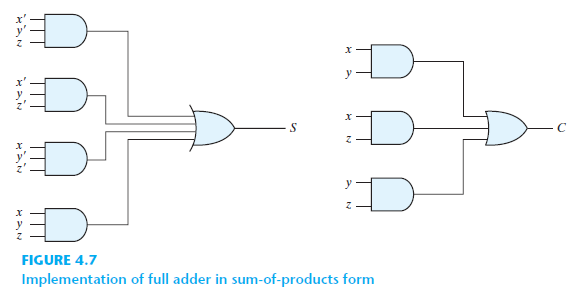 x'
y'
z
x'
y
z'
x
y'
z'
x
y
z
S
x
y
x
z
y
z
C
FIGURE 4.7
Implementation of full adder in sum-of-products form